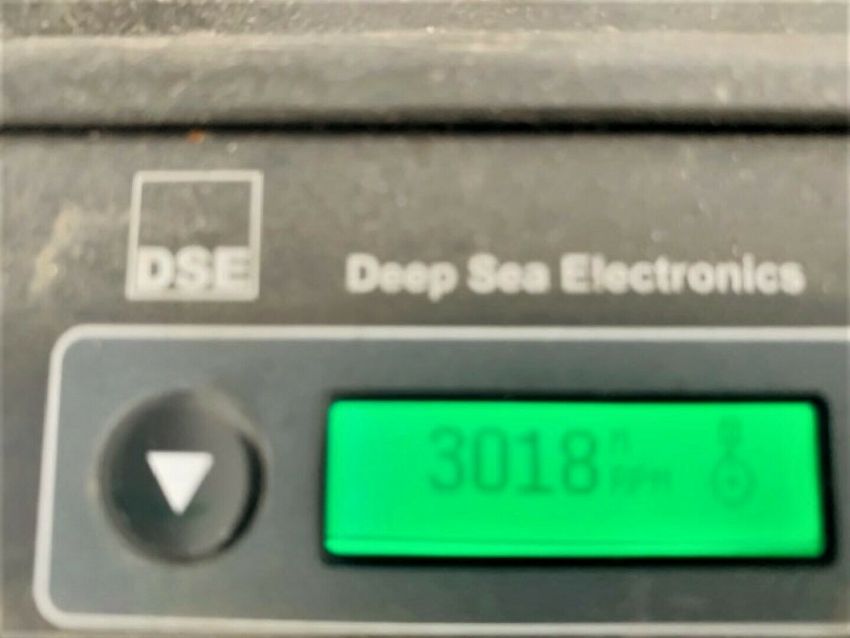 DSE
Deep Sea Electronics
3018 n
RPM